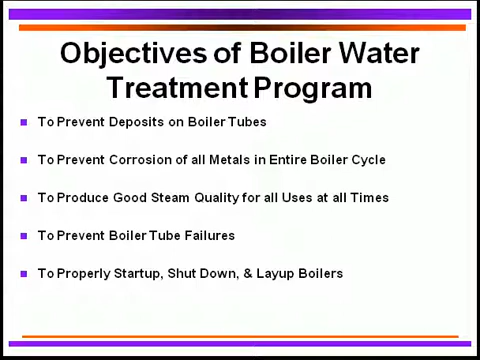 Objectives of Boiler Water
Treatment Program
To Prevent Deposits on Boiler Tubes
To Prevent Corrosion of all Metals in Entire Boiler Cycle
To Produce Good Steam Quality for all Uses at all Times
To Prevent Boiler Tube Failures
To Properly Startup, Shut Down, & Layup Boilers